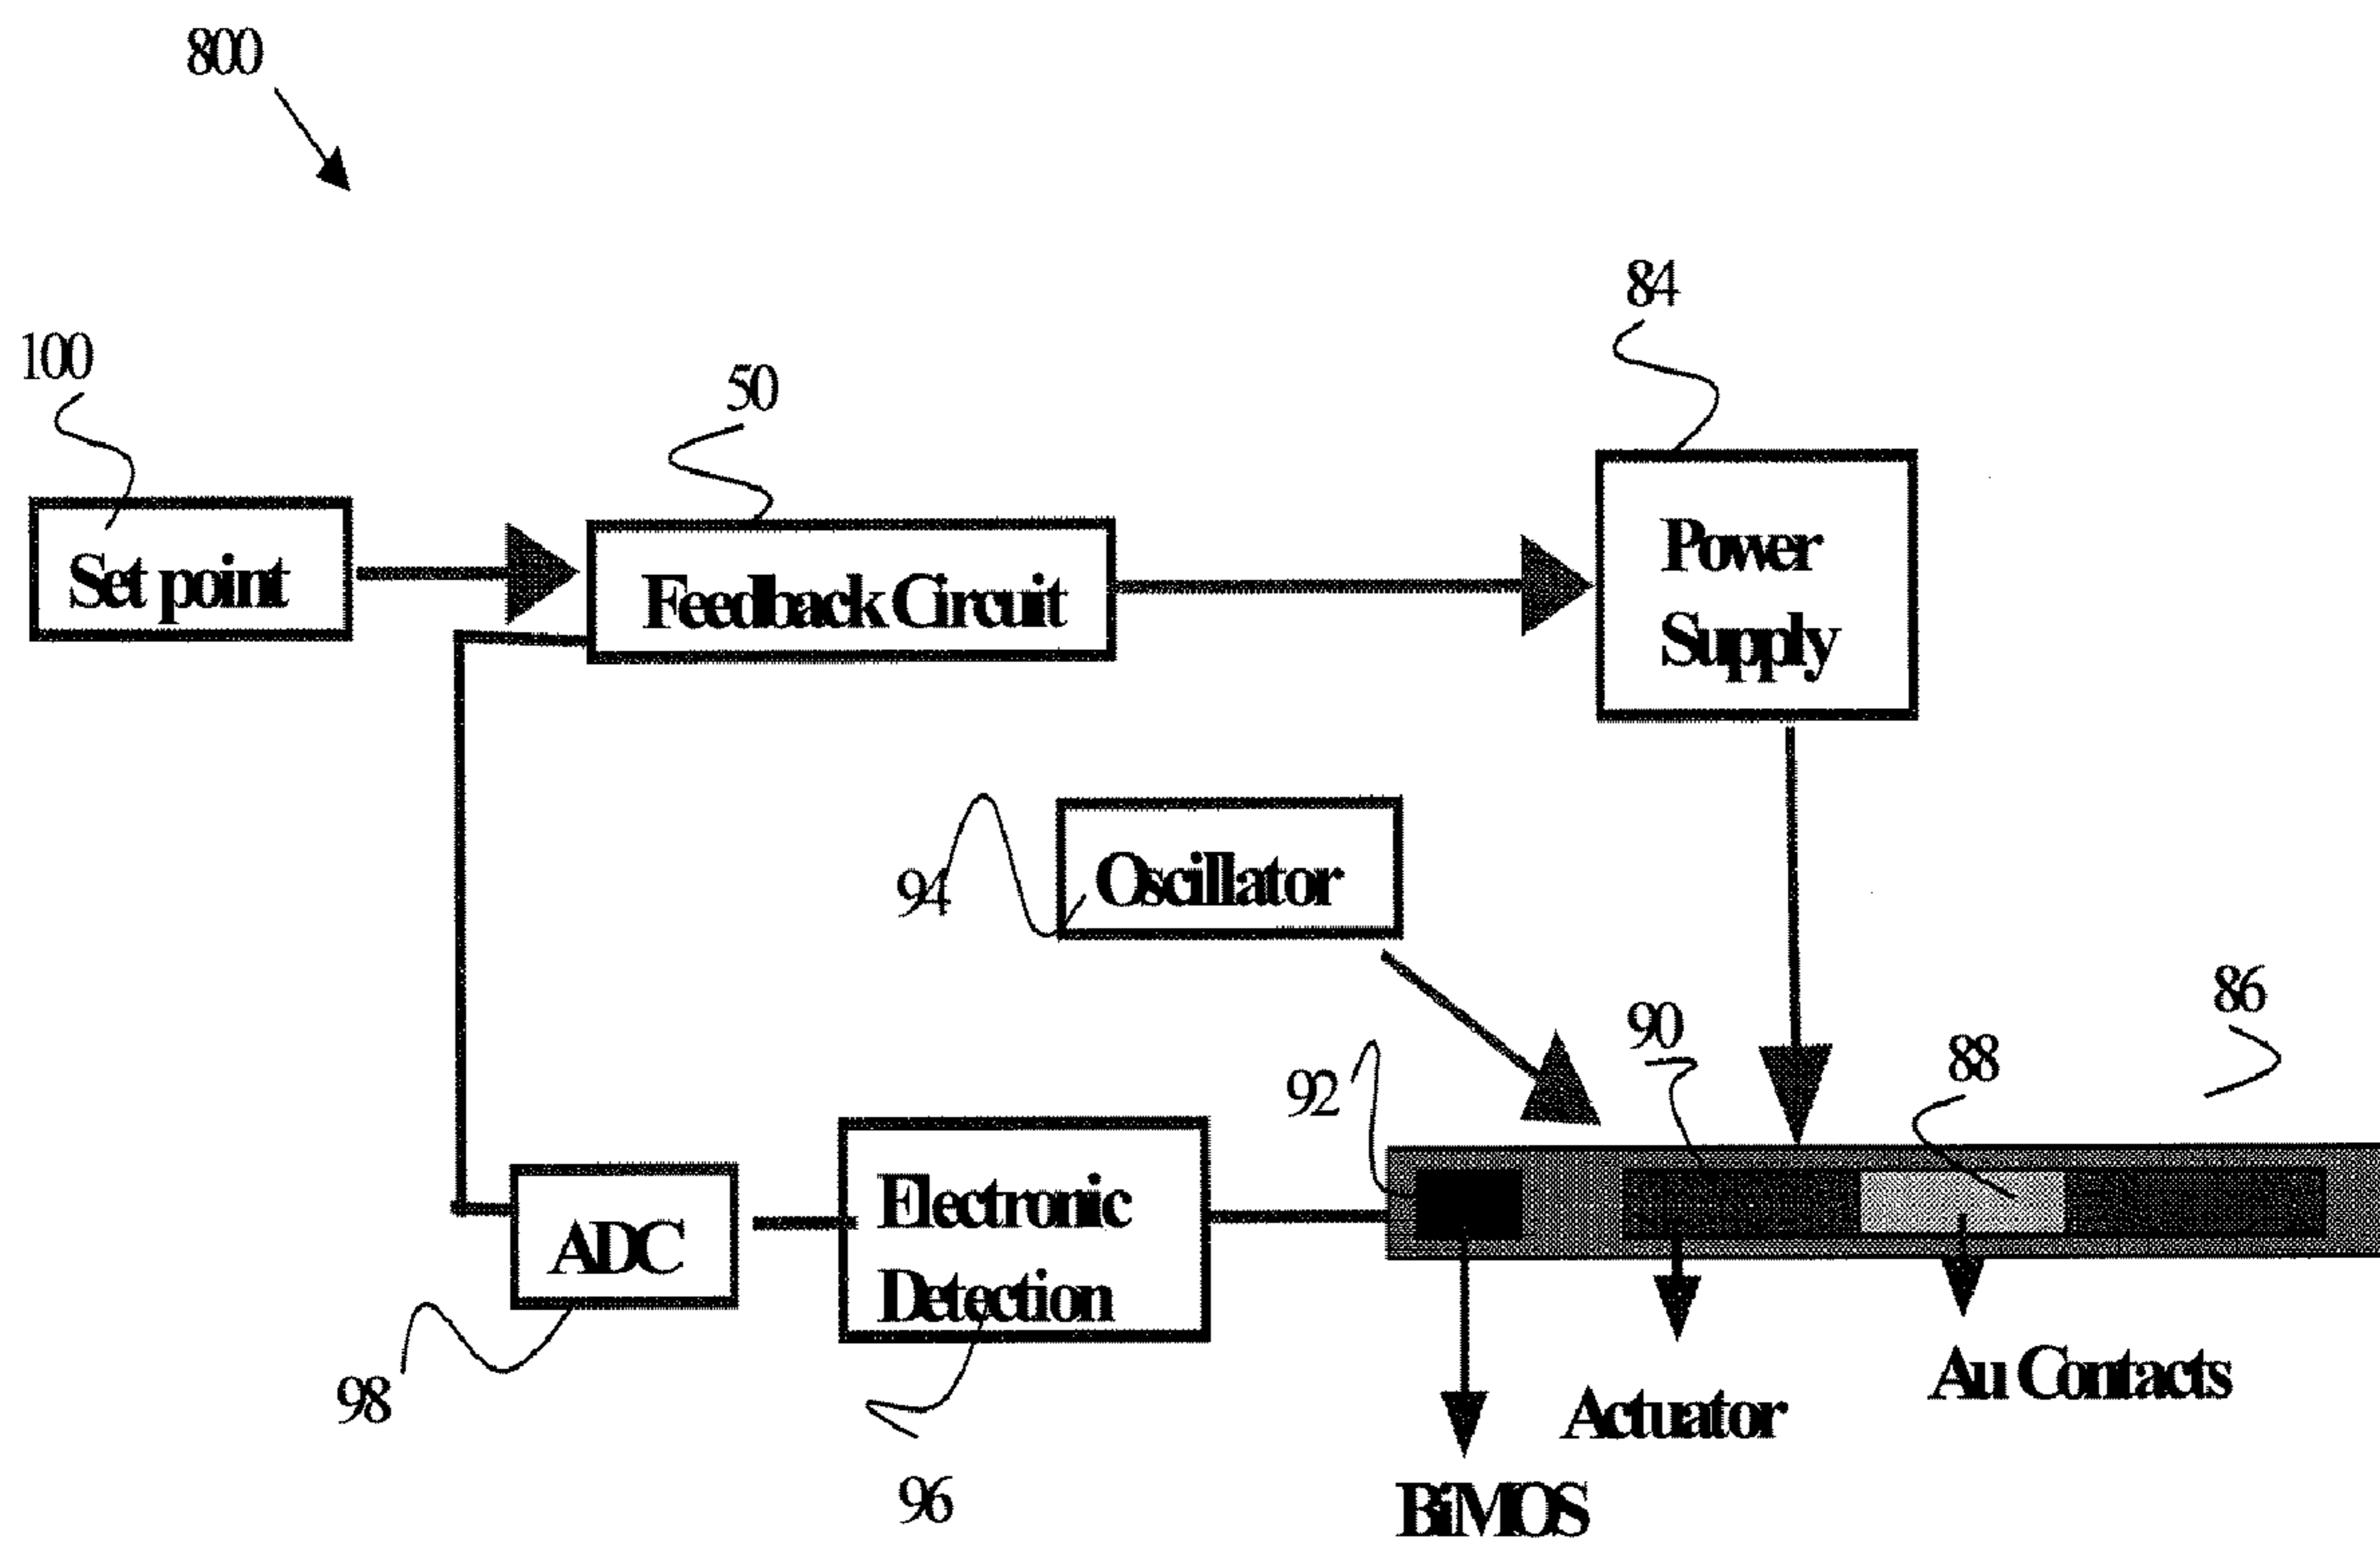 800
84
100
50
Set point
Feedback Circuit
Power
Supply
Oscillator
94
86
90
88
92
Electronic
Detection
ADC
98
Au Contacts
Actuator
96
BiMOS